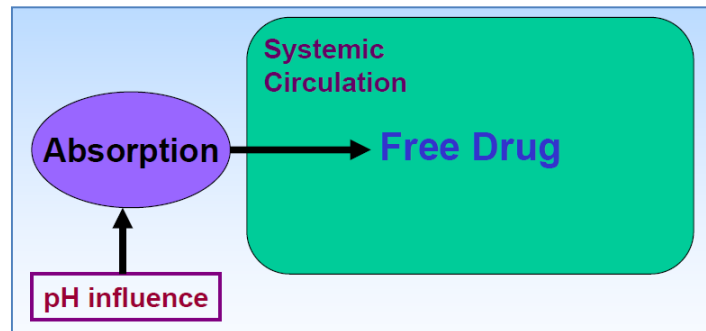 Systemic
Circulation
Absorption
Free Drug
pH influence